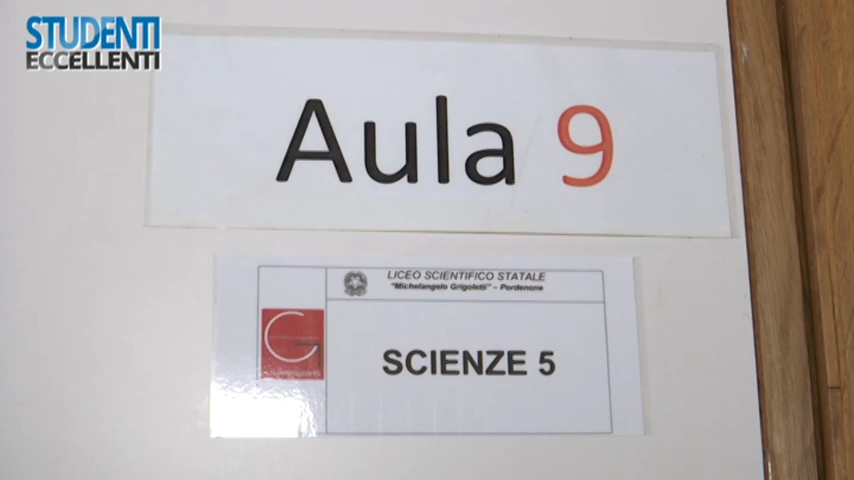 STUDENTI
ECCELLENTI
Aula 9
LICEO SCIENTIFICO STATALE
"Michelangelo Grigoletti" – Pordenone
G
SCIENZE 5